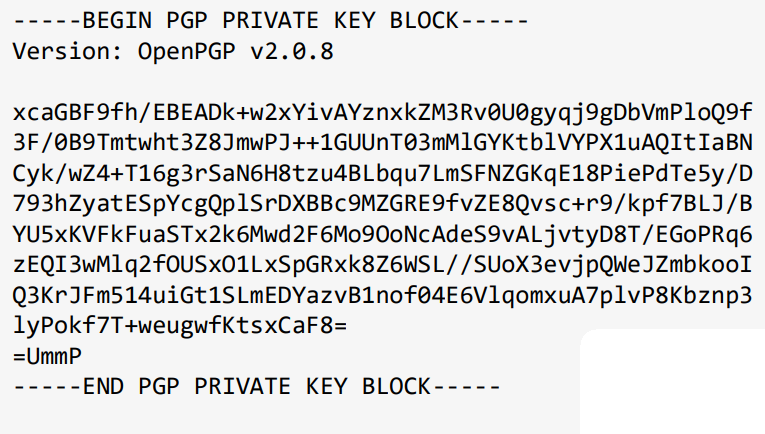 -----BEGIN PGP PRIVATE KEY BLOCK-----
Version: OpenPGP v2.0.8
xcaGBF9fh/EBEADk+w2xYivAYznxkZM3Rv0U0gyqj9gDbVmPloQ9f
3F/0B9Tmtwht3Z8JmwPJ++1GUUnT03mMlGYKtblVYPX1uAQItIaBN
Cyk/wZ4+T16g3rSaN6H8tzu4BLbqu7LmSFNZGKqE18PiePdTe5y/D
793hZyatESpYcgQplSrDXBBc9MZGRE9fvZE8Qvsc+r9/kpf7BLJ/B
YU5xKVFkFuaSTx2k6Mwd2F6Mo9OoNcAdeS9vALjvtyD8T/EGoPRq6
zEQI3wMlq2fOUSxO1LxSpGRxk8Z6WSL//SUoX3evjpQWeJZmbkooI
Q3KrJFm514uiGt1SLmEDYazvB1nof04E6VlqomxuA7plvP8Kbznp3
lyPokf7T+weugwfKtsxCaF8=
=UmmP
-----END PGP PRIVATE KEY BLOCK-----